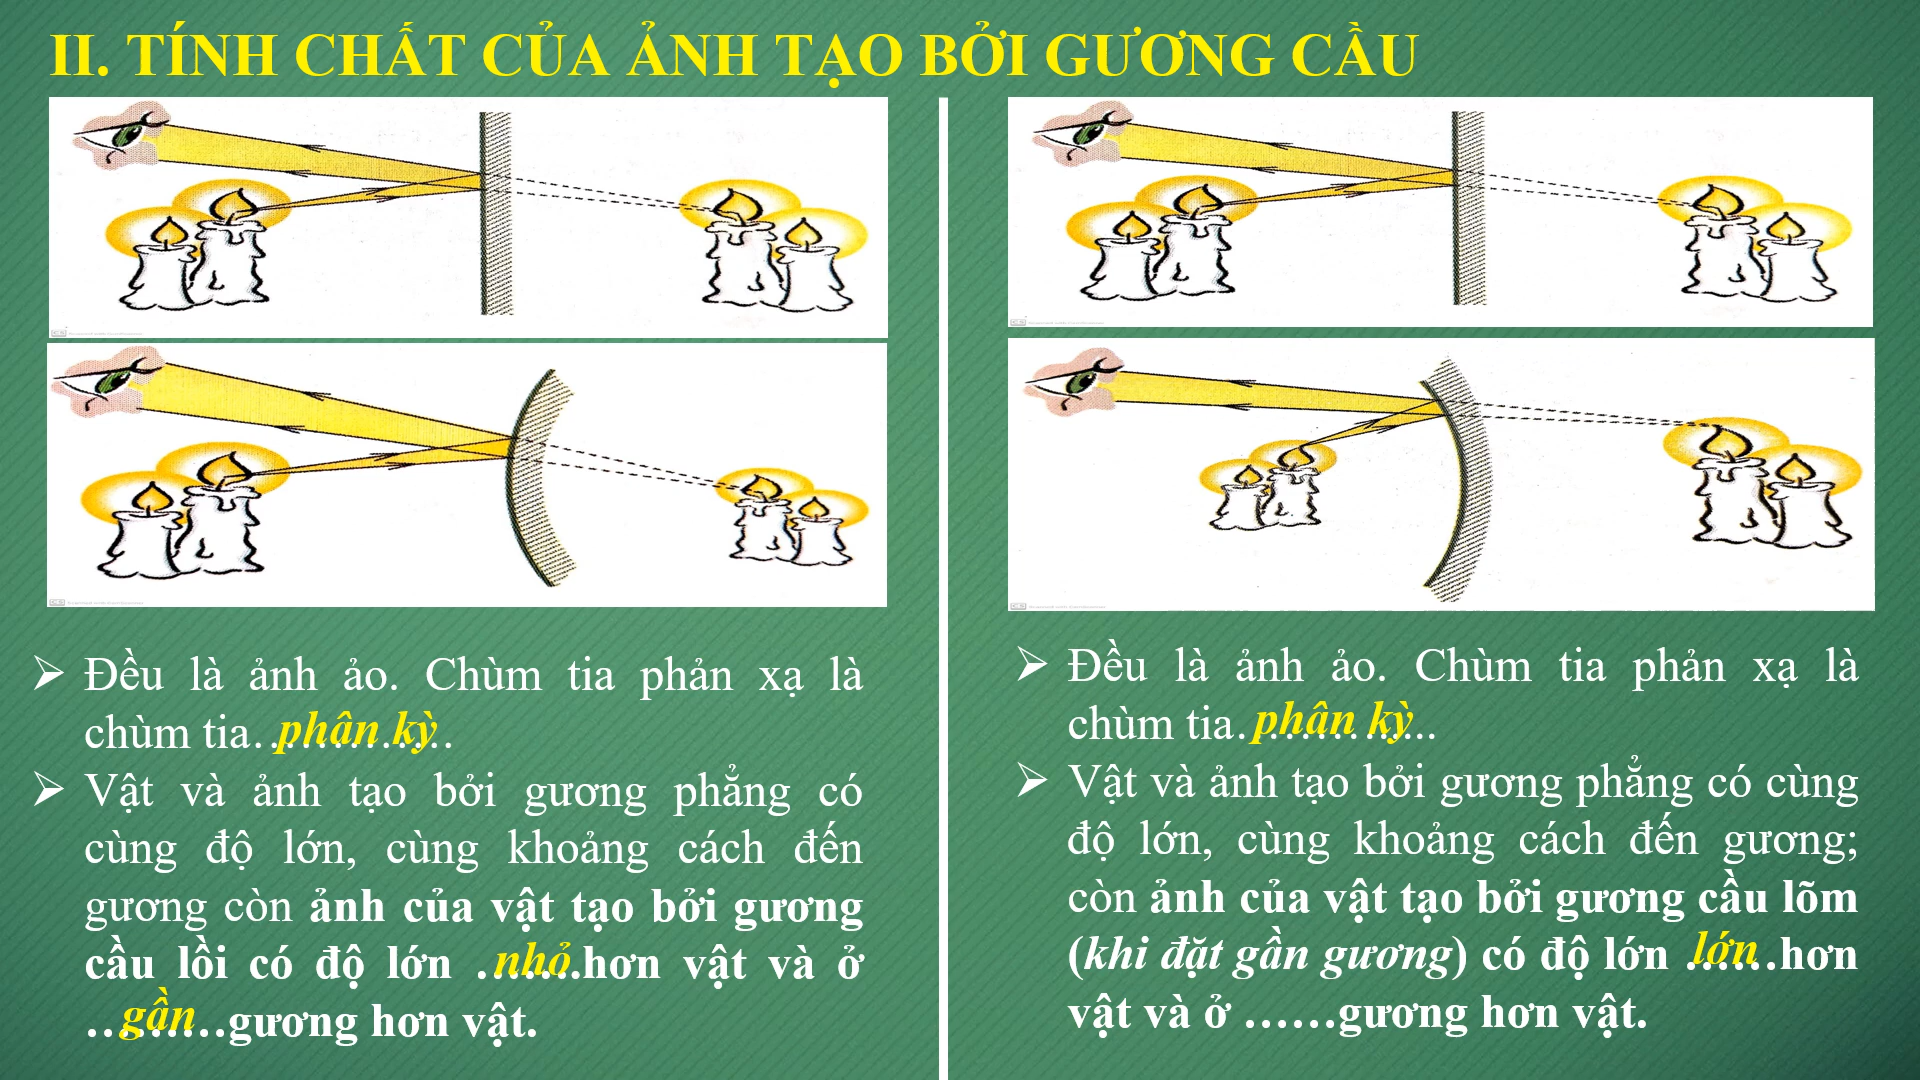 II. TÍNH CHẤT CỦA ẢNH TẠO BỞI GƯƠNG CẦU
Đều là ảnh ảo. Chùm tia phản xạ là
chùm tia…phân kỳ….
Vật và ảnh tạo bởi gương phẳng có
cùng độ lớn, cùng khoảng cách đến
gương còn ảnh của vật tạo bởi gương
cầu lồi có độ lớn …nhỏ…hơn vật và ở
…gần…gương hơn vật.
Đều là ảnh ảo. Chùm tia phản xạ là
chùm tia…phân kỳ…..
Vật và ảnh tạo bởi gương phẳng có cùng
độ lớn, cùng khoảng cách đến gương;
còn ảnh của vật tạo bởi gương cầu lõm
(khi đặt gần gương) có độ lớn …lớn…hơn
vật và ở ……gương hơn vật.